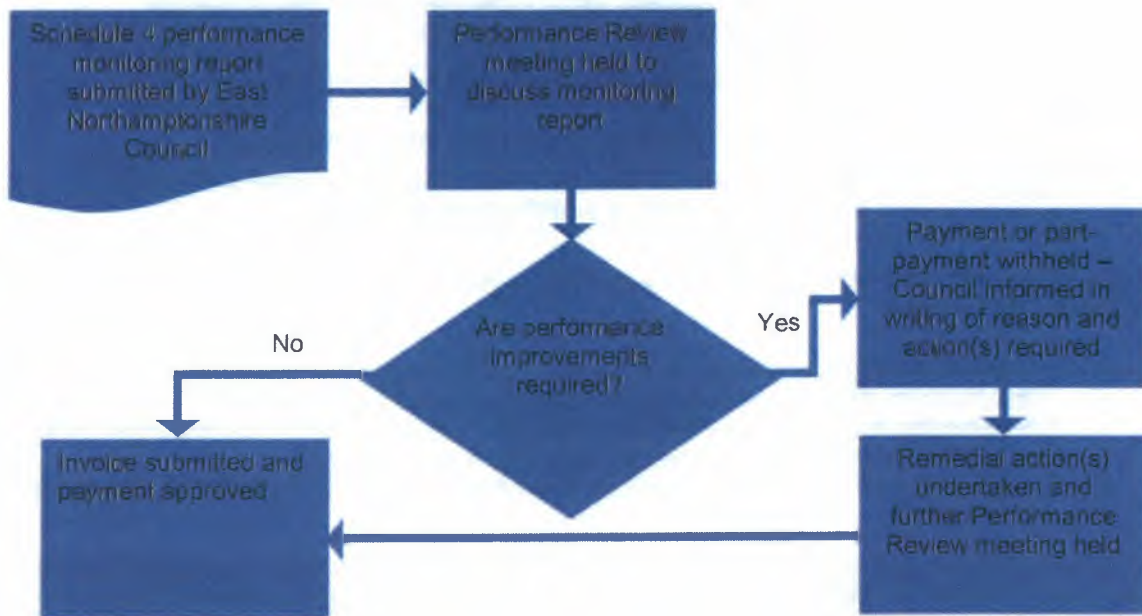 Schedule 4 performance
monitoring report
submitted by East
Northamptonshire
Council
Performance Review
meeting held to
discuss monitoring
report
Are performance
improvements
required?
No
Yes
Payment or part-
payment withheld –
Council informed in
writing of reason and
action(s) required
Invoice submitted and
payment approved
Remedial action(s)
undertaken and
further Performance
Review meeting held